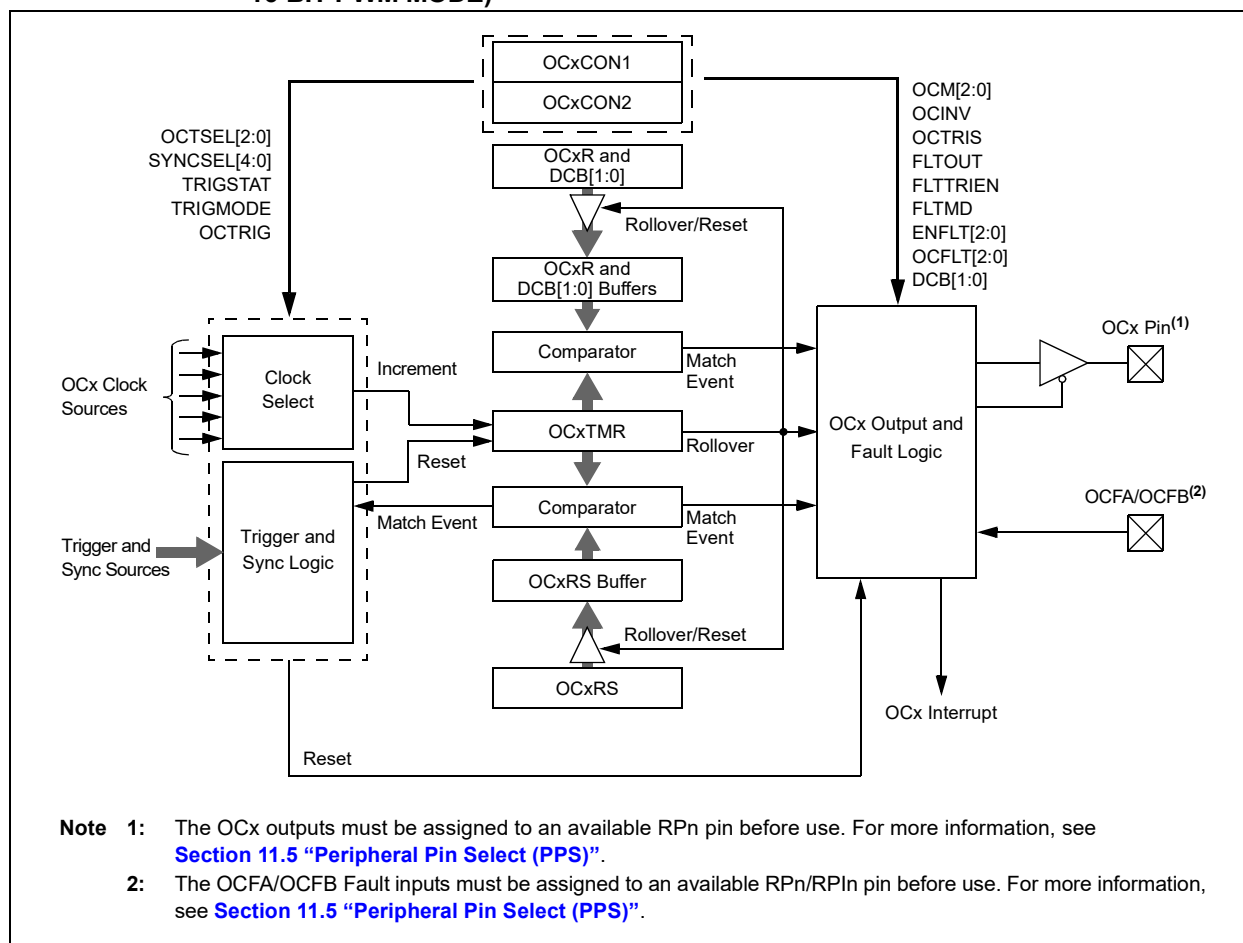 OCxCON1
OCxCON2
OCTSEL[2:0]
SYNCSEL[4:0]
TRIGSTAT
TRIGMODE
OCTRIG
OCM[2:0]
OCINV
OCTRIS
FLTOUT
FLTTRIEN
FLTMD
ENFLT[2:0]
OCFLT[2:0]
DCB[1:0]
OCxR and
DCB[1:0]
Rollover/Reset
OCxR and
DCB[1:0] Buffers
Comparator
Match
Event
OCx Clock
Sources
Clock
Select
Increment
OCxTMR
Rollover
Reset
OCx Output and
Fault Logic
OCx Pin(1)
OCFA/OCFB(2)
Trigger and
Sync Sources
Trigger and
Sync Logic
Match Event
Comparator
Match
Event
OCxRS Buffer
Rollover/Reset
OCxRS
OCx Interrupt
Reset
Note 1: The OCx outputs must be assigned to an available RPn pin before use. For more information, see
Section 11.5 “Peripheral Pin Select (PPS)”.
2: The OCFA/OCFB Fault inputs must be assigned to an available RPn/RPIn pin before use. For more information,
see Section 11.5 “Peripheral Pin Select (PPS)”.